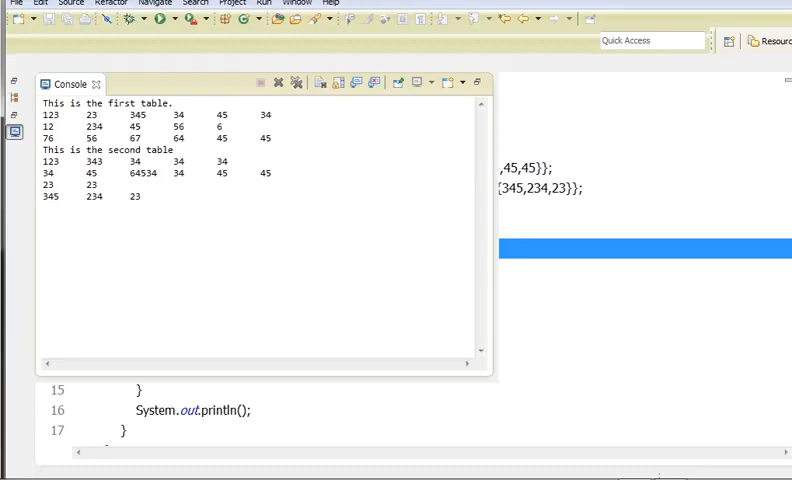 File Edit Source Refactor Navigate Search Project Run Window Help
Quick Access
Resourc
Console
This is the first table.
123 23 345 34 45 34
12 234 45 56 6
76 56 67 64 45 45
This is the second table
123 343 34 34 34
34 45 64534 34 45 45
23 23
345 234 23
,45,45}};
{345,234,23}};
15 }
16 System.out.println();
17 }